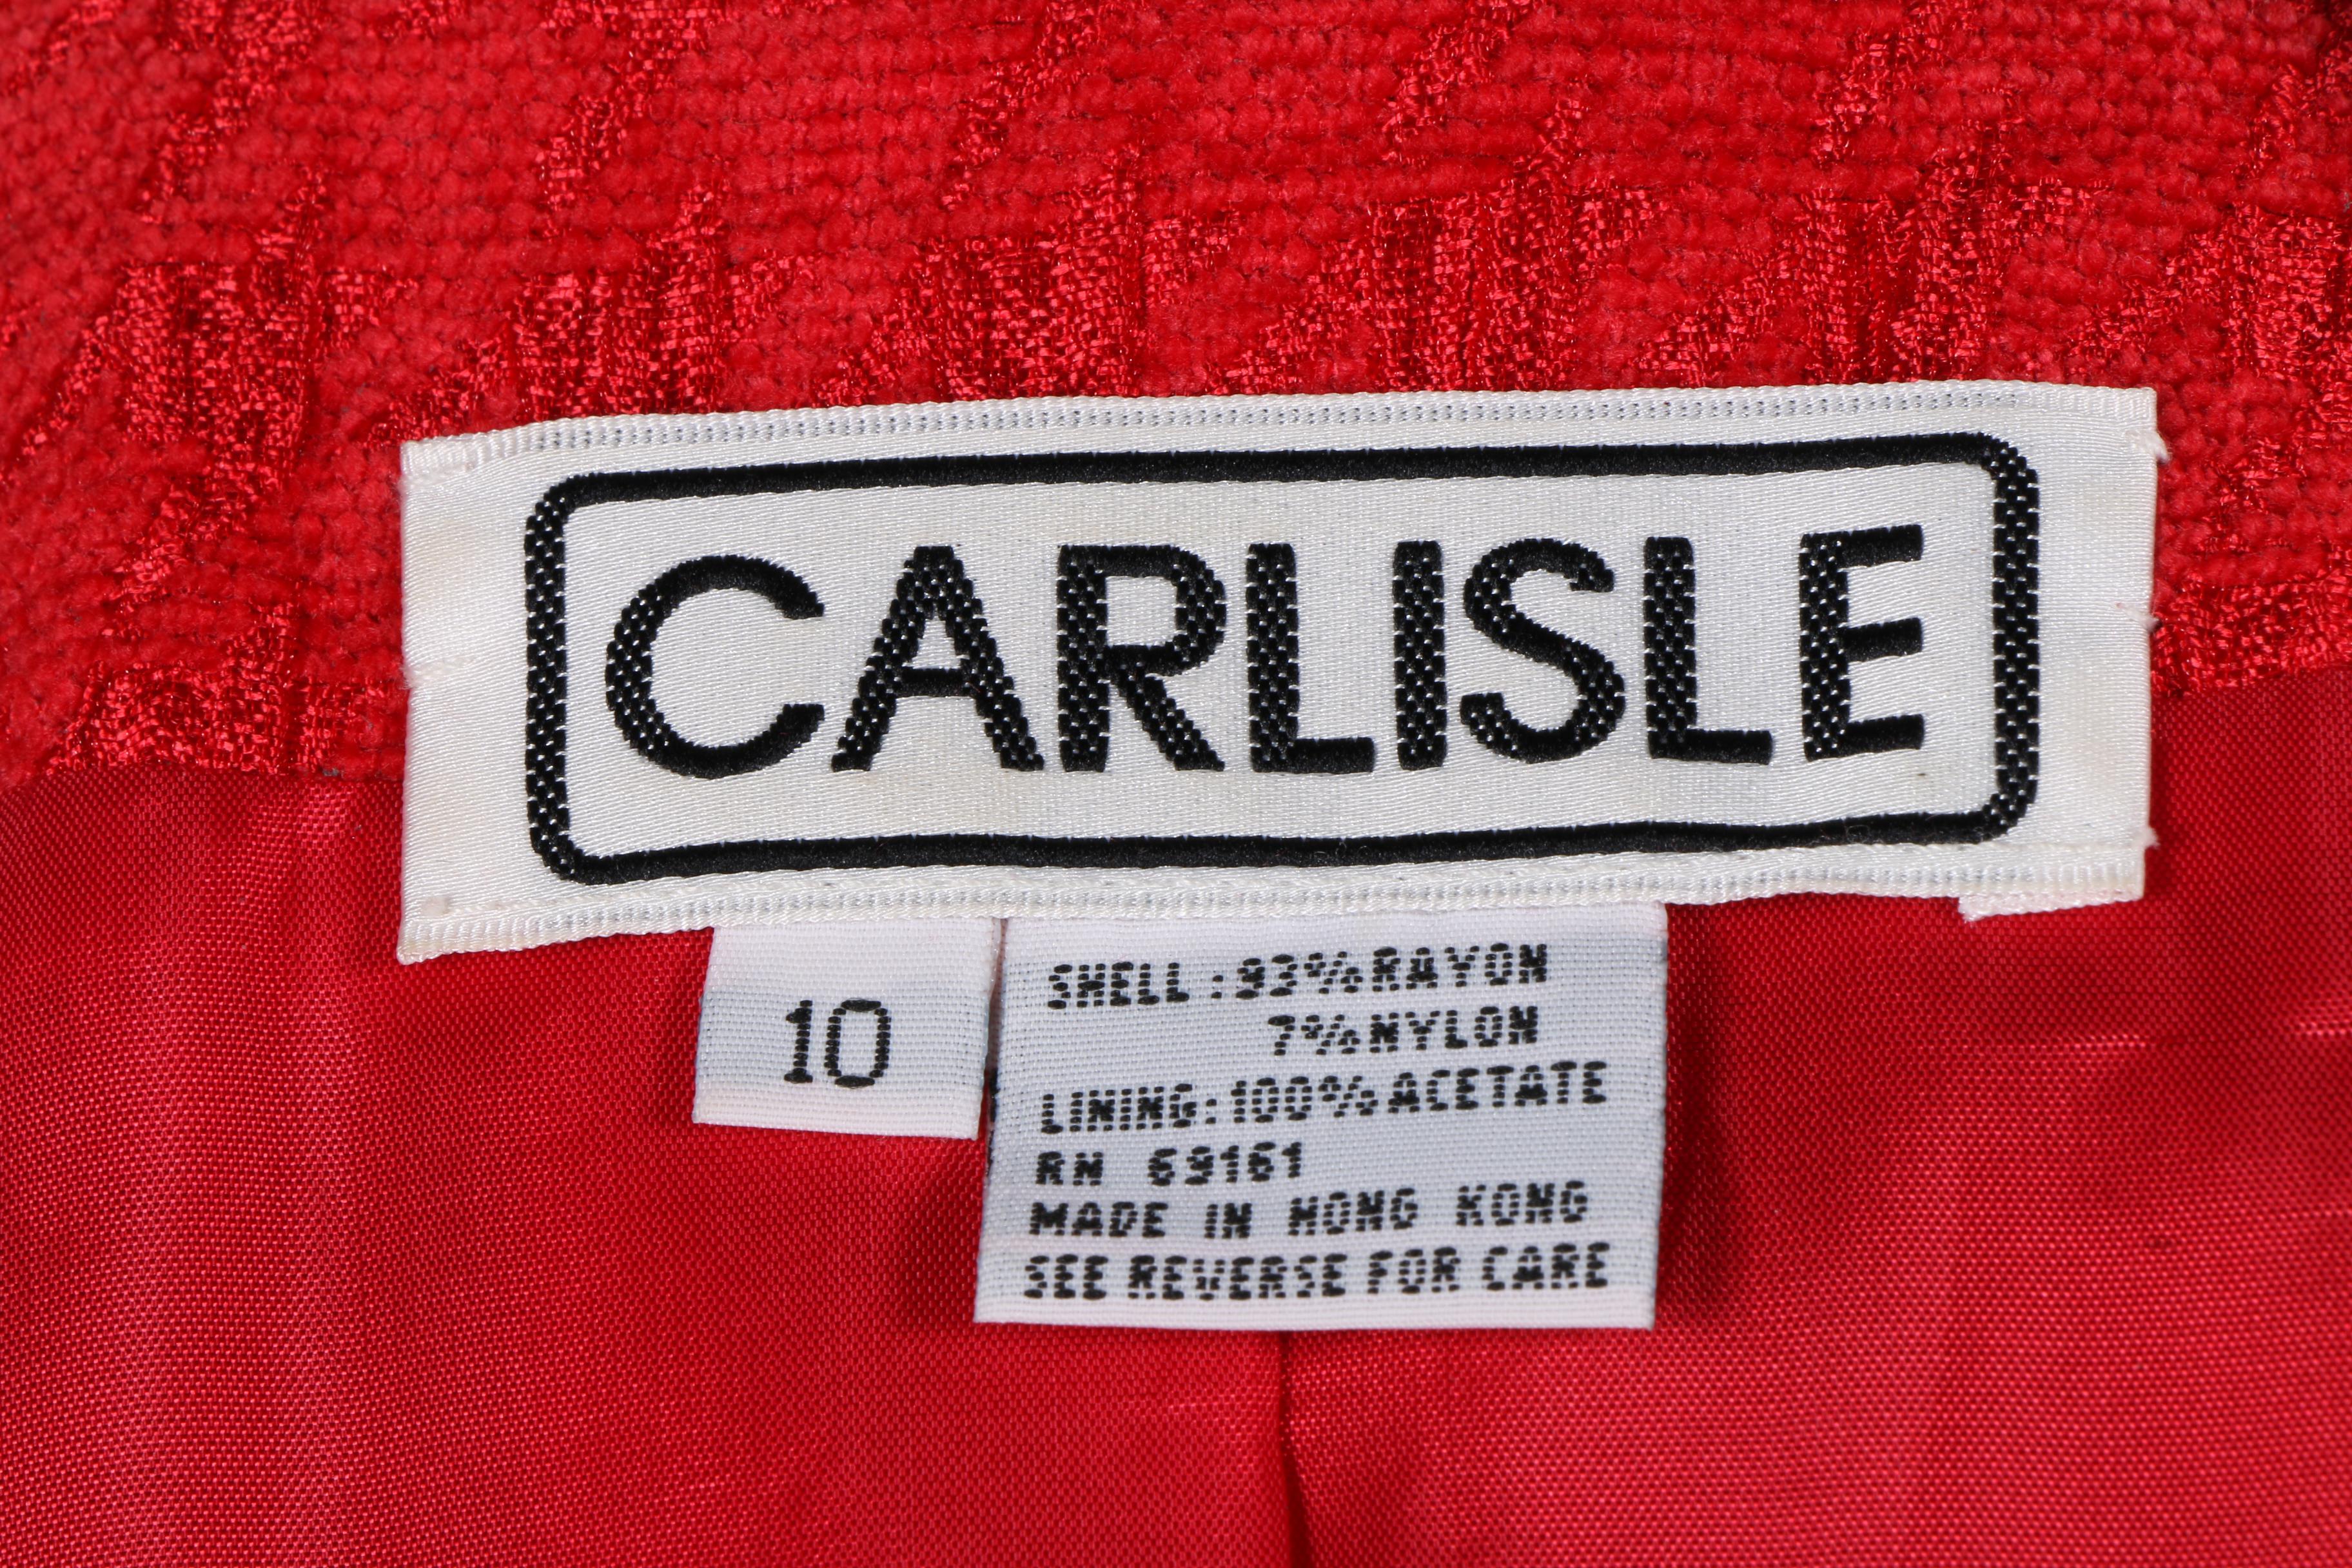 CARLISLE
10
SHELL : 93% RAYON
7% NYLON
LINING: 100% ACETATE
RN 69161
MADE IN HONG KONG
SEE REVERSE FOR CARE